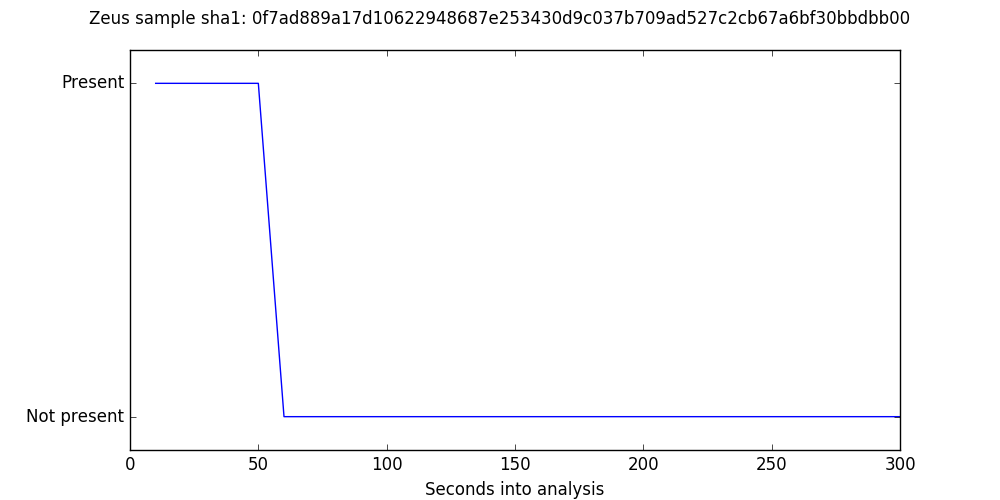 Zeus sample sha1: 0f7ad889a17d10622948687e253430d9c037b709ad527c2cb67a6bf30bbdbb00
Present
Not present
0 50 100 150 200 250 300
Seconds into analysis